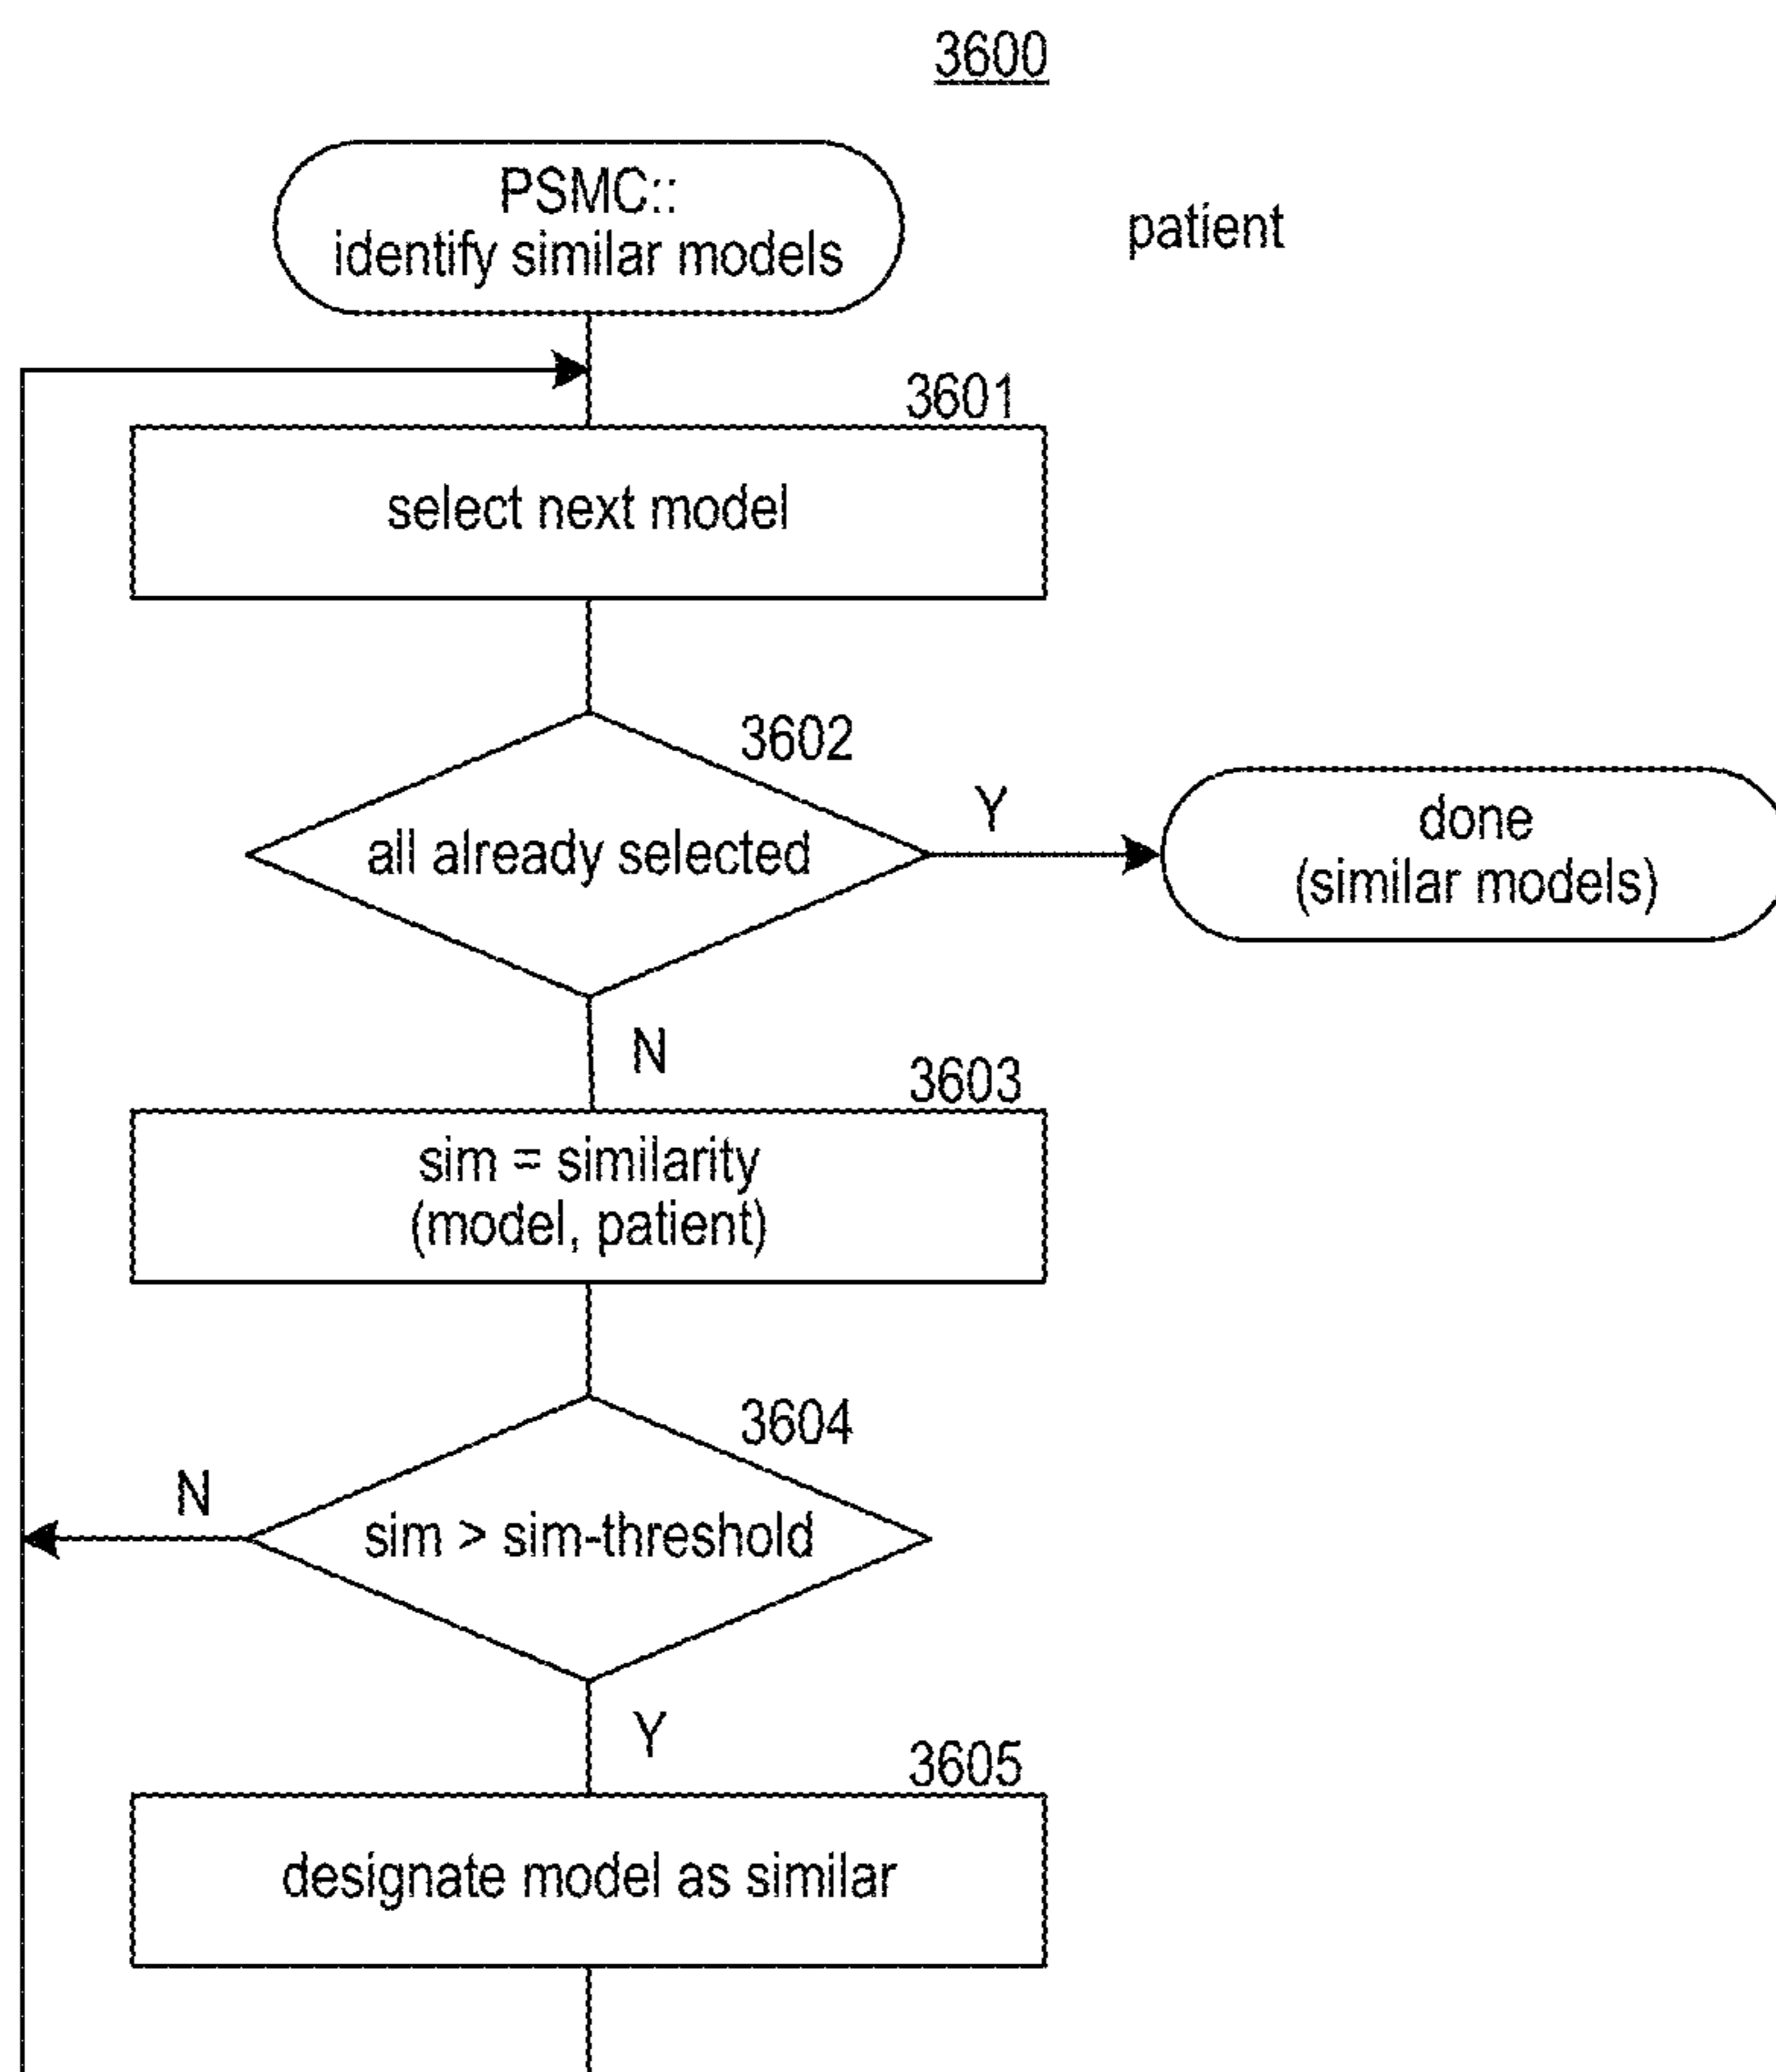 3600
PSMC::
identify similar models
patient
3601
select next model
3602
all already selected
Y
done
(similar models)
N
3603
sim = similarity
(model, patient)
3604
N
sim > sim-threshold
Y
3605
designate model as similar